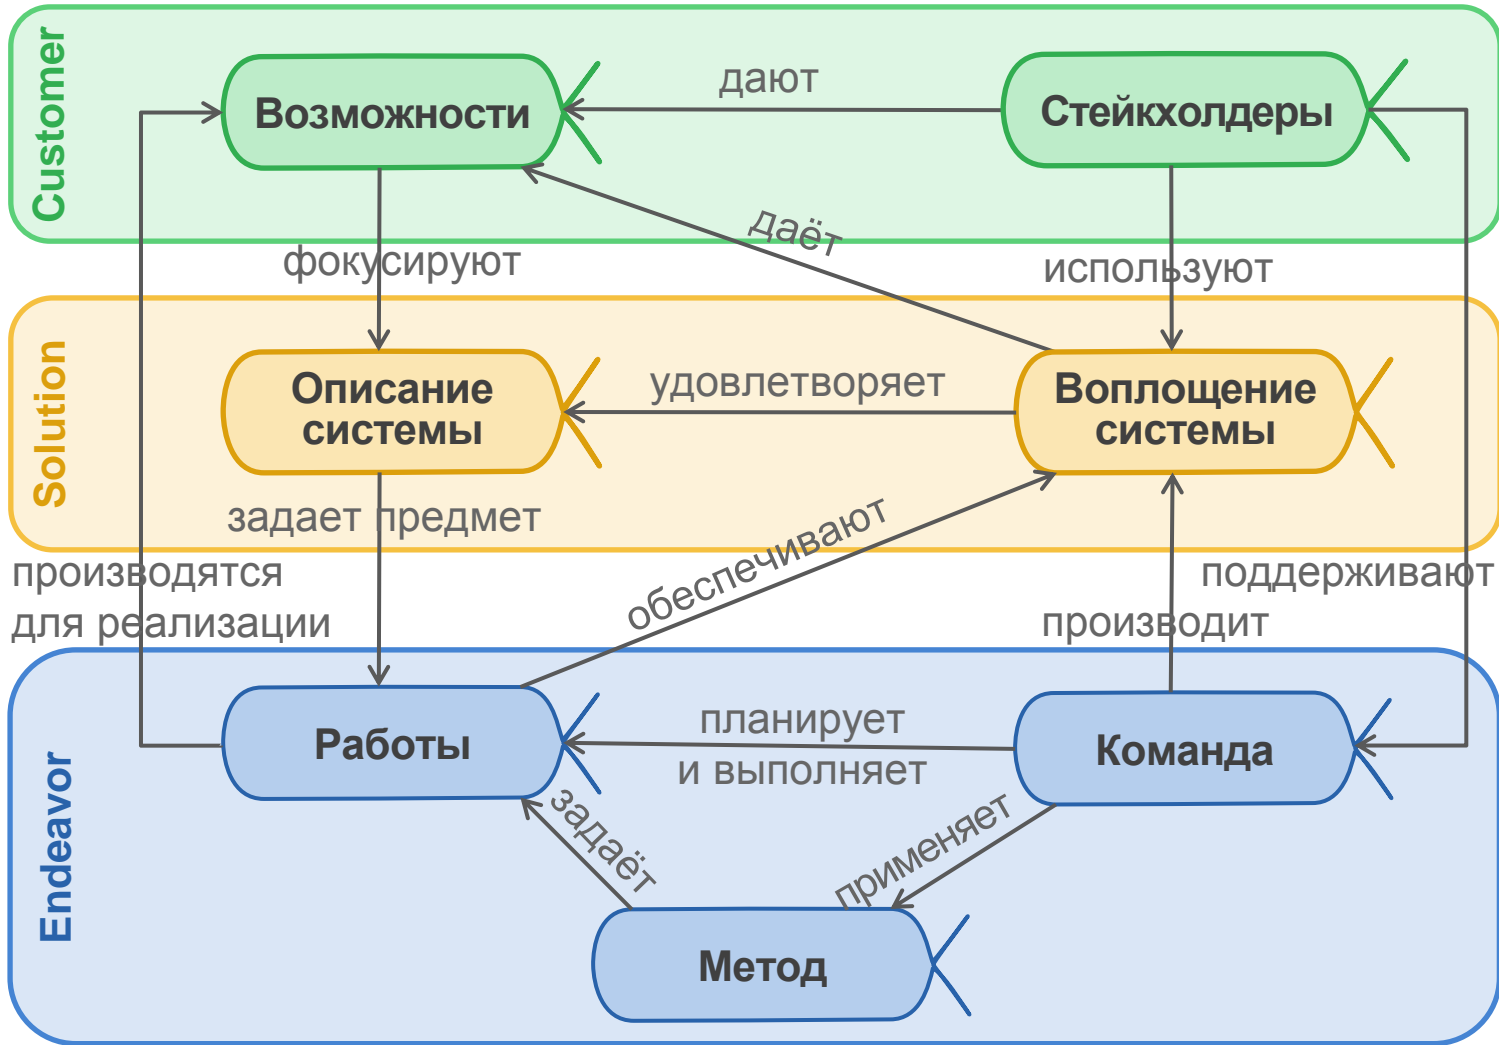 Customer
Возможности
дают
Стейкхолдеры
фокусируют
даёт
используют
Solution
Описание
системы
удовлетворяет
Воплощение
системы
задает предмет
обеспечивают
производятся
для реализации
поддерживают
производит
Endeavor
Работы
планирует
и выполняет
Команда
задаёт
применяет
Метод